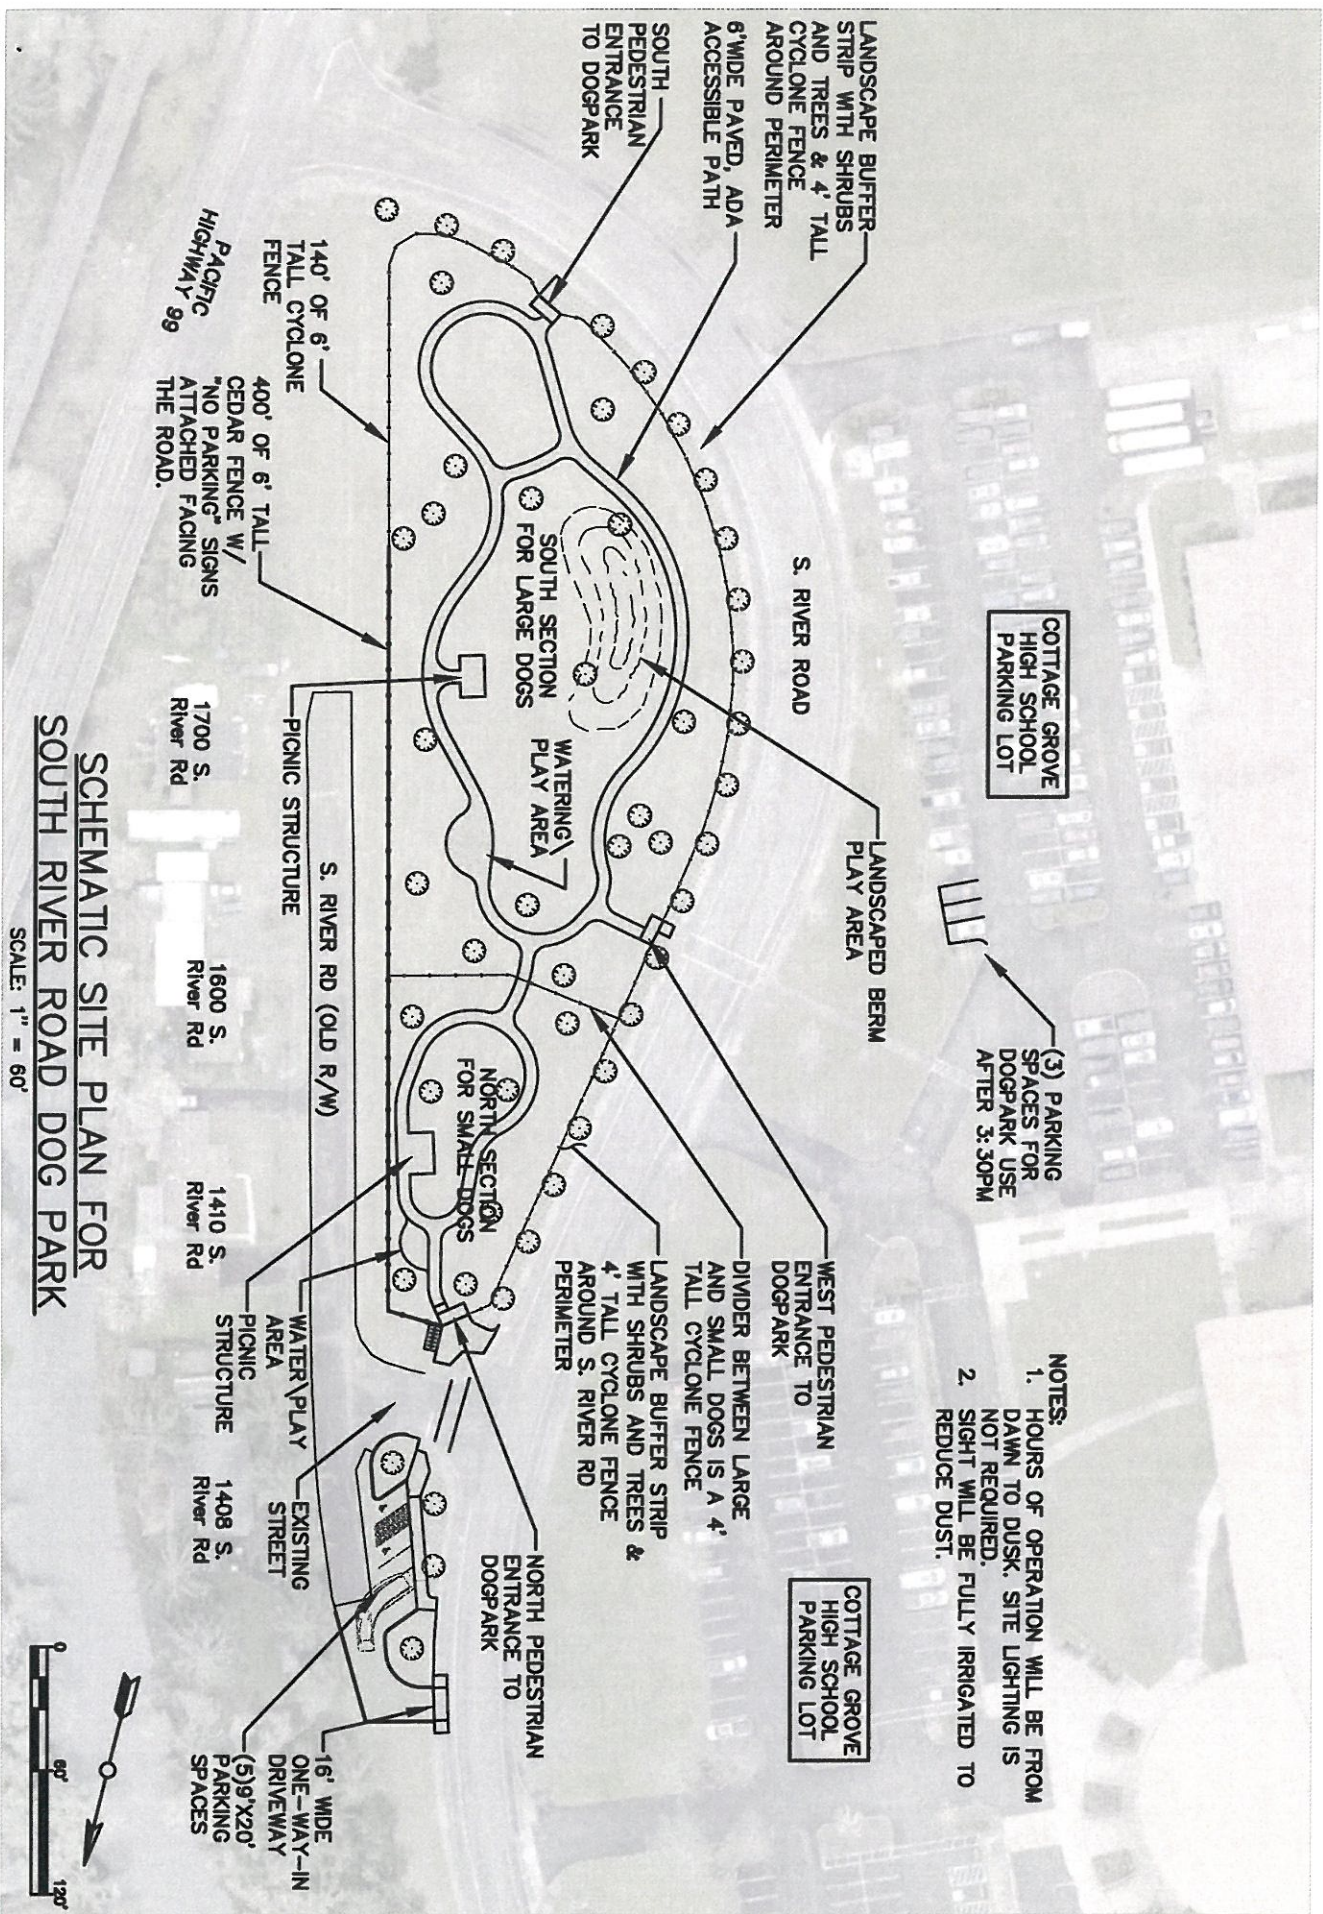 LANDSCAPE BUFFER
STRIP WITH SHRUBS
AND TREES & 4' TALL
CYCLONE FENCE
AROUND PERIMETER
6'WIDE PAVED, ADA
ACCESSIBLE PATH
SOUTH
PEDESTRIAN
ENTRANCE
TO DOGPARK
S. RIVER ROAD
COTTAGE GROVE
HIGH SCHOOL
PARKING LOT
(3) PARKING
SPACES FOR
DOGPARK USE
AFTER 3:30PM
LANDSCAPED BERM
PLAY AREA
NOTES:
1. HOURS OF OPERATION WILL BE FROM
DAWN TO DUSK. SITE LIGHTING IS
NOT REQUIRED.
2. SIGHT WILL BE FULLY IRRIGATED TO
REDUCE DUST.
COTTAGE GROVE
HIGH SCHOOL
PARKING LOT
WEST PEDESTRIAN
ENTRANCE TO
DOGPARK
DIVIDER BETWEEN LARGE
AND SMALL DOGS IS A 4'
TALL CYCLONE FENCE
LANDSCAPE BUFFER STRIP
WITH SHRUBS AND TREES &
4' TALL CYCLONE FENCE
AROUND S. RIVER RD
PERIMETER
NORTH PEDESTRIAN
ENTRANCE TO
DOGPARK
SOUTH SECTION
FOR LARGE DOGS
WATERING\
PLAY AREA
NORTH SECTION
FOR SMALL DOGS
140' OF 6'
TALL CYCLONE
FENCE
PACIFIC
HIGHWAY 99
400' OF 6' TALL
CEDAR FENCE W/
"NO PARKING" SIGNS
ATTACHED FACING
THE ROAD.
PICNIC STRUCTURE
S. RIVER RD (OLD R/W)
WATER\PLAY
AREA
PICNIC
STRUCTURE
EXISTING
STREET
16' WIDE
ONE-WAY-IN
DRIVEWAY
(5)9'X20'
PARKING
SPACES
1700 S.
River Rd
1600 S.
River Rd
1410 S.
River Rd
1408 S.
River Rd
SCHEMATIC SITE PLAN FOR
SOUTH RIVER ROAD DOG PARK
SCALE: 1" = 60'
0 60' 120'